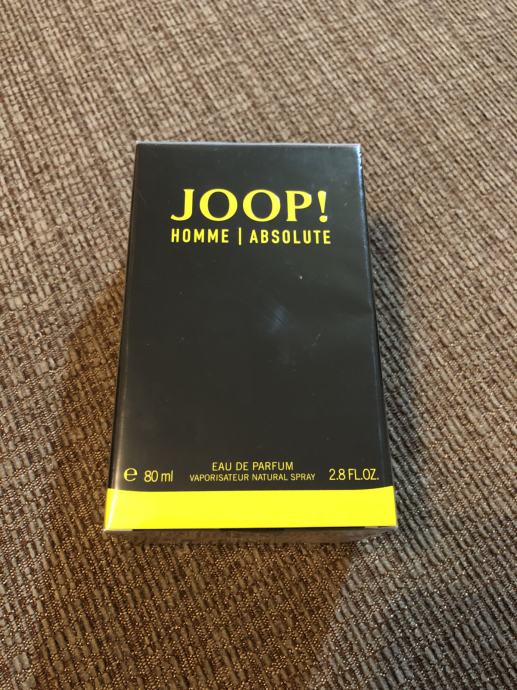 JOOP!
HOMME | ABSOLUTE
EAU DE PARFUM
℮ 80 ml VAPORISATEUR NATURAL SPRAY 2.8 FL.OZ.